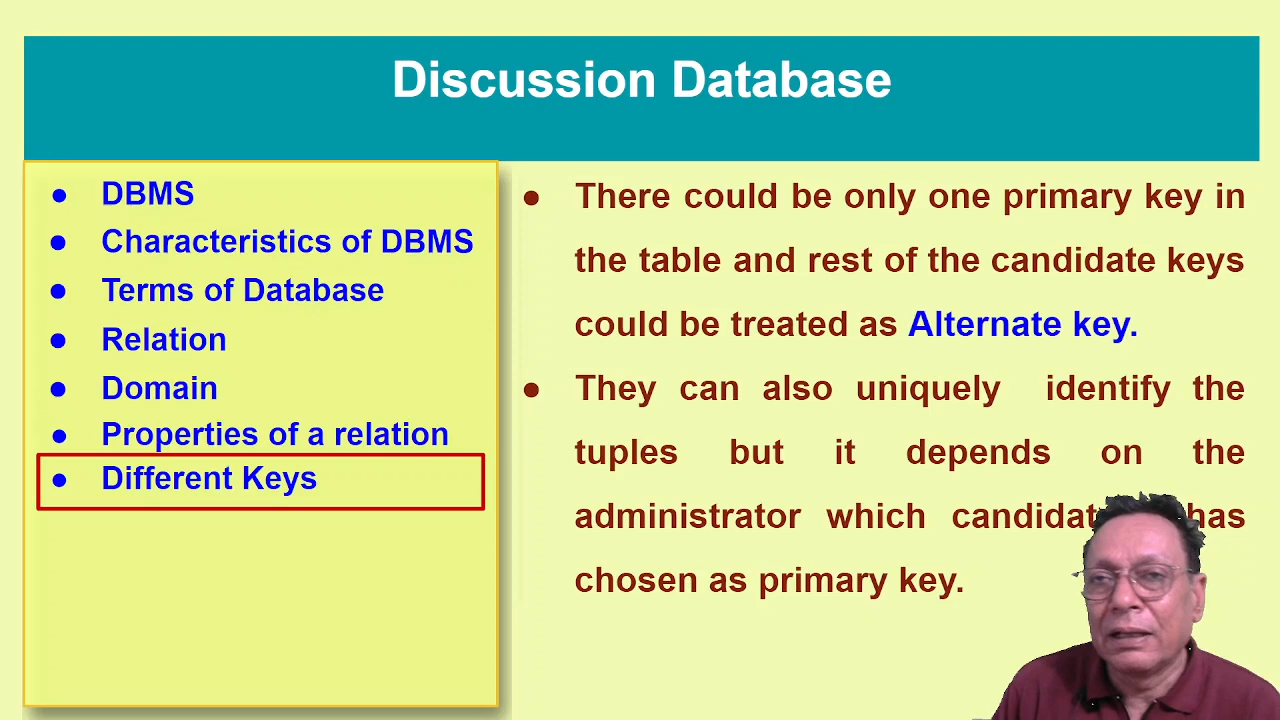 Discussion Database
● DBMS
● Characteristics of DBMS
● Terms of Database
● Relation
● Domain
● Properties of a relation
● Different Keys
● There could be only one primary key in
the table and rest of the candidate keys
could be treated as Alternate key.
● They can also uniquely identify the
tuples but it depends on the
administrator which has
chosen as primary key.